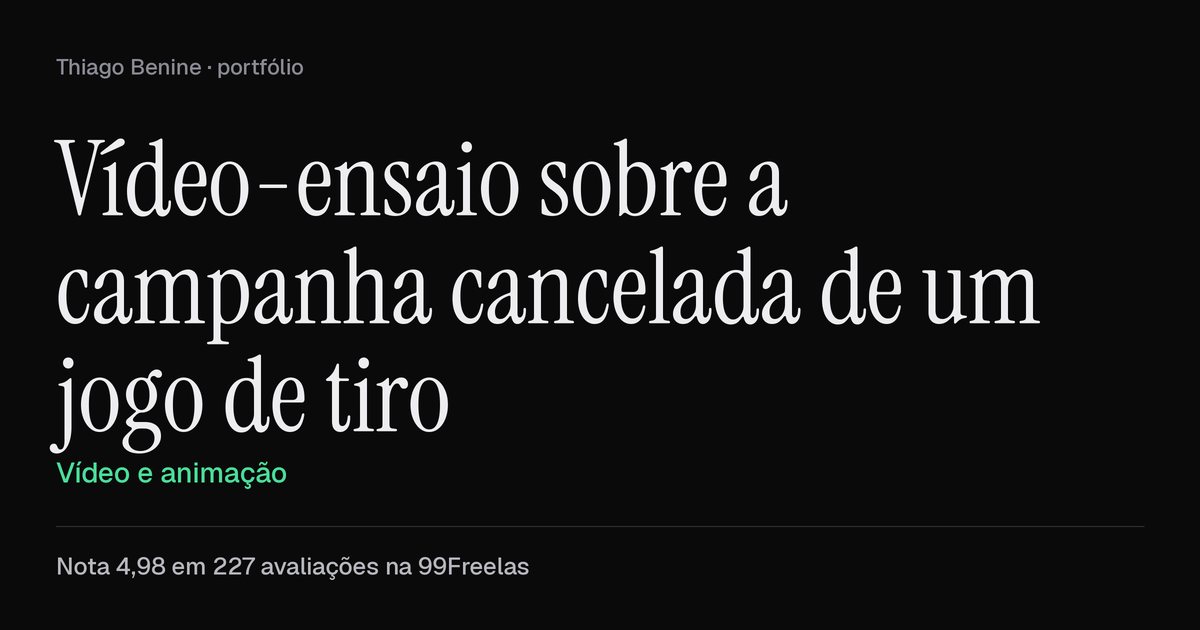 Thiago Benine · portfólio
Vídeo-ensaio sobre a
campanha cancelada de um
jogo de tiro
Vídeo e animação
Nota 4,98 em 227 avaliações na 99Freelas